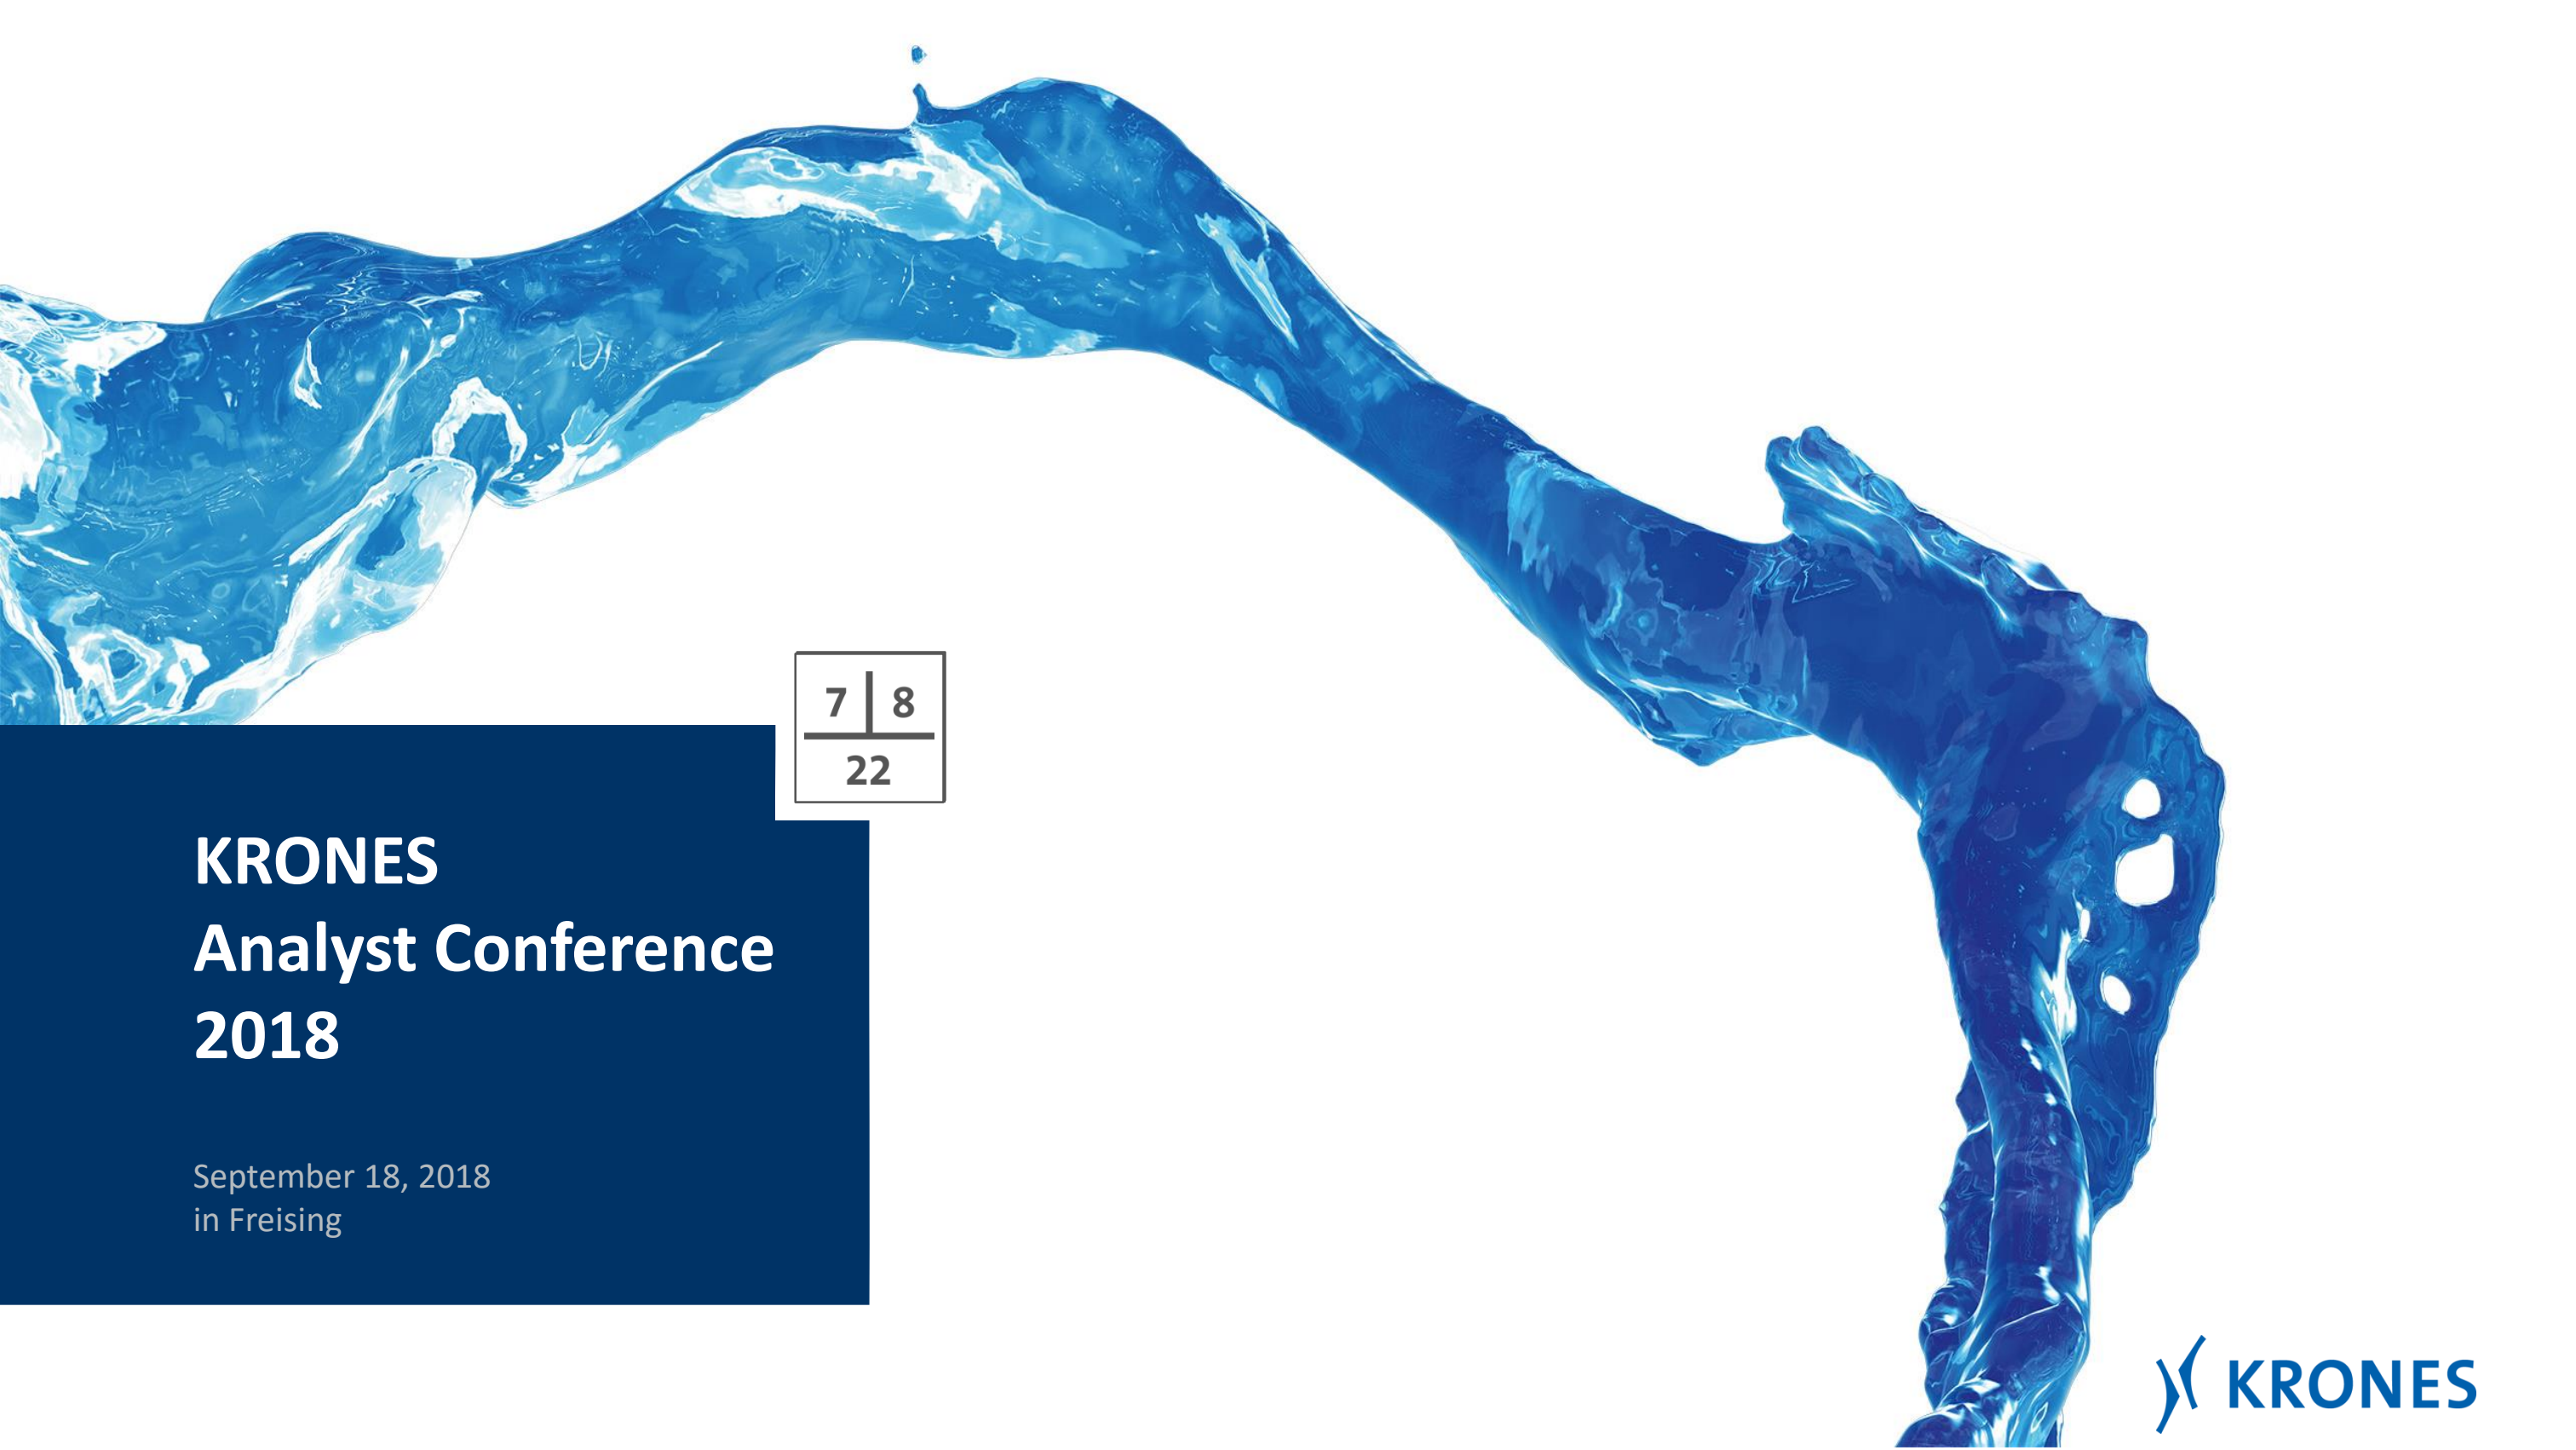 7 | 8
22
KRONES
Analyst Conference
2018
September 18, 2018
in Freising
KRONES